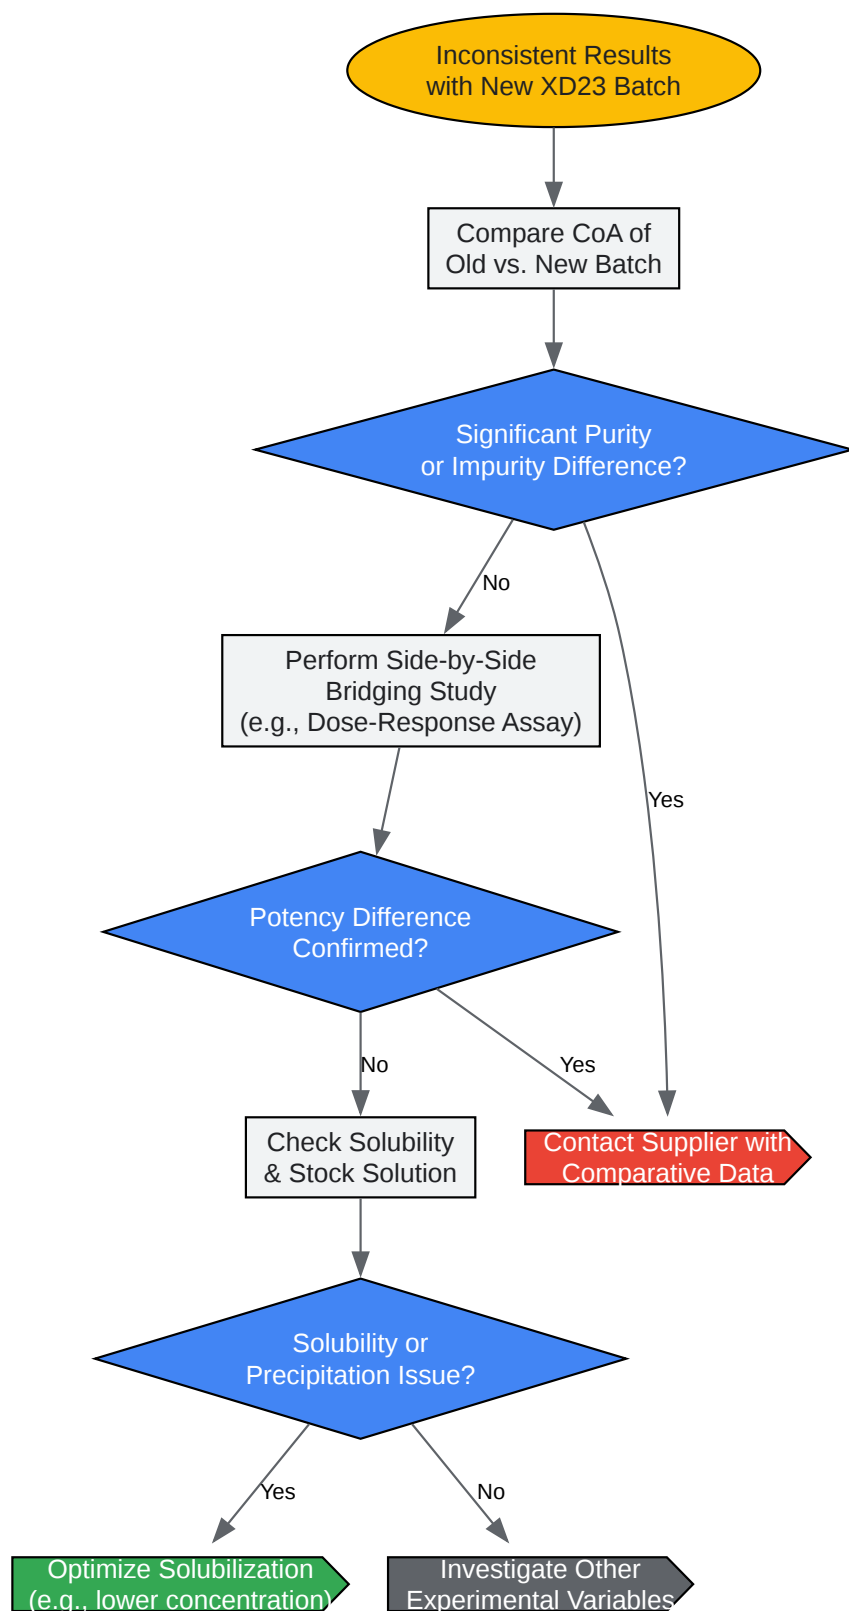 Inconsistent Results
with New XD23 Batch
Compare CoA of
Old vs. New Batch
Significant Purity
or Impurity Difference?
No
Perform Side-by-Side
Bridging Study
(e.g., Dose-Response Assay)
Yes
Potency Difference
Confirmed?
No
Yes
Check Solubility
& Stock Solution
Contact Supplier with
Comparative Data
Solubility or
Precipitation Issue?
Yes
No
Optimize Solubilization
(e.g., lower concentration)
Investigate Other
Experimental Variables